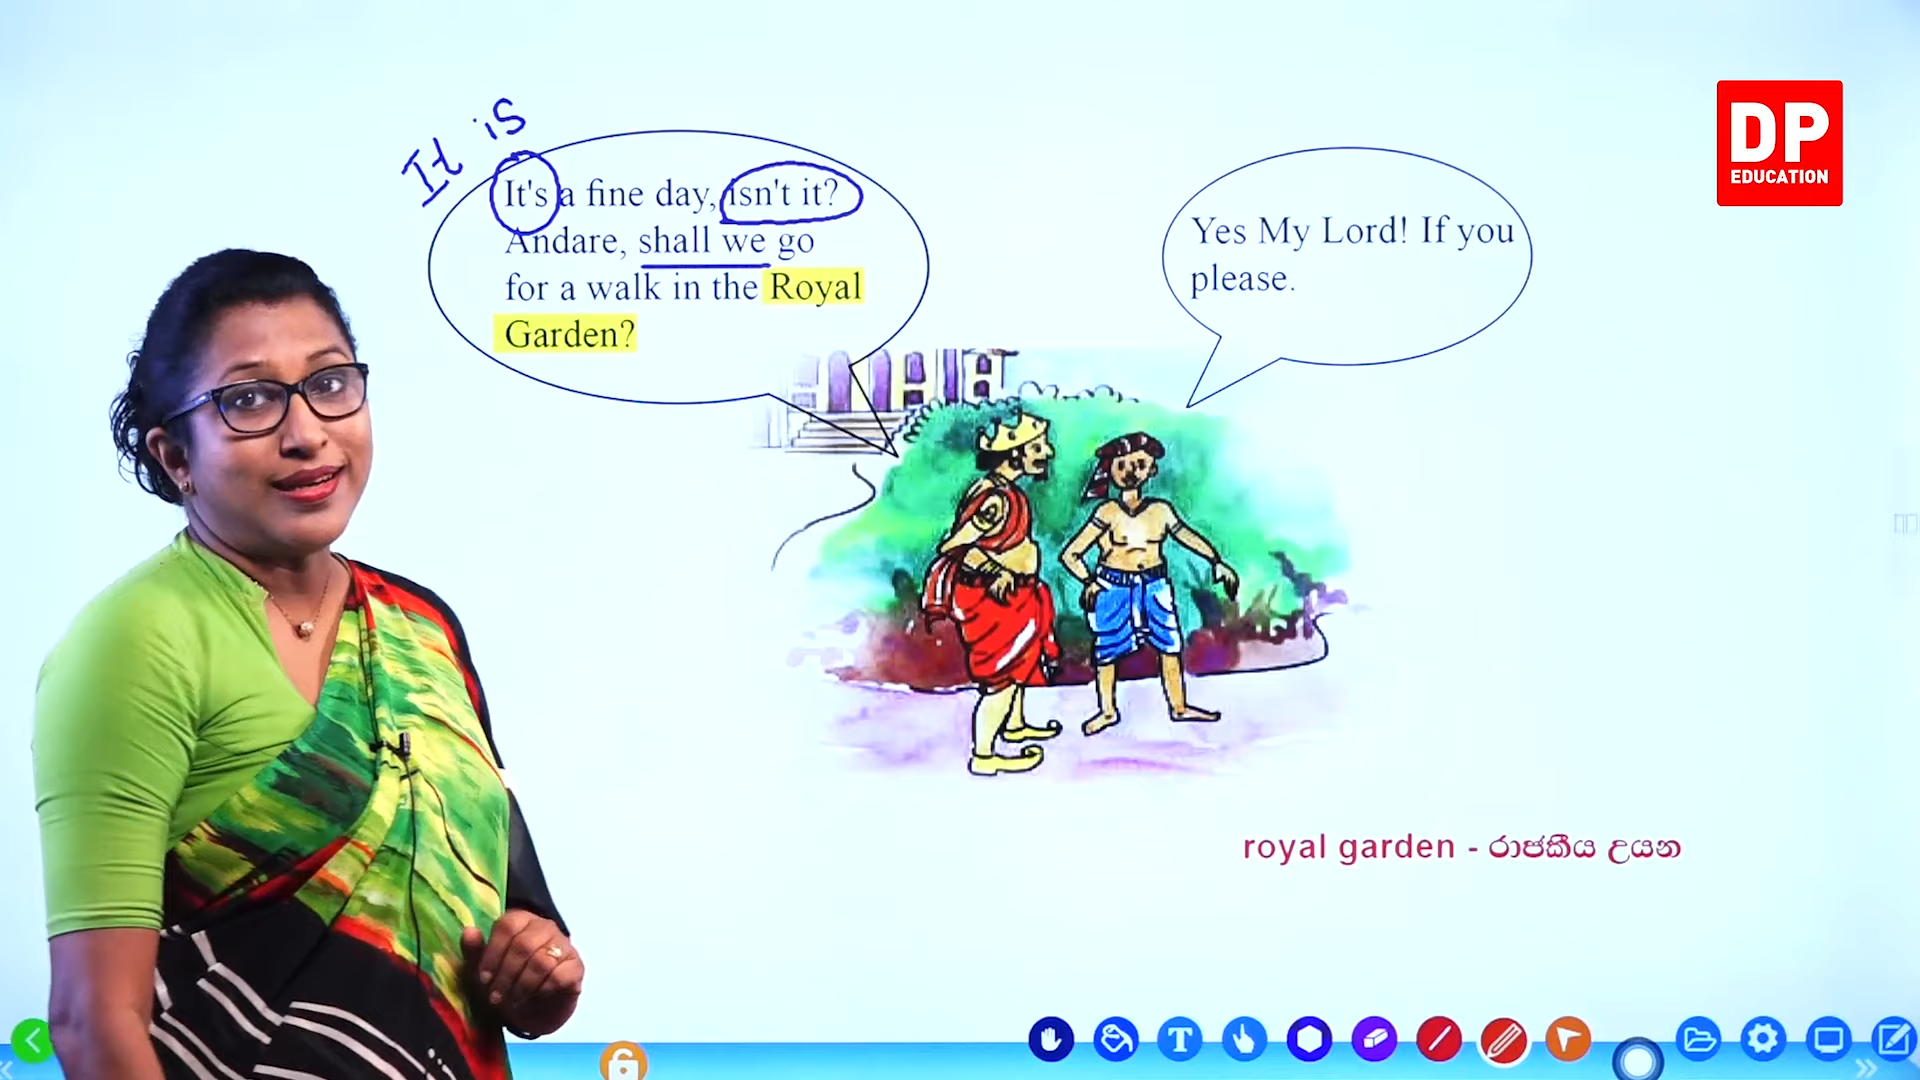 It is
It's a fine day, isn't it?
Andare, shall we go
for a walk in the Royal
Garden?
Yes My Lord! If you
please.
DP
EDUCATION
royal garden - රාජකීය උයන